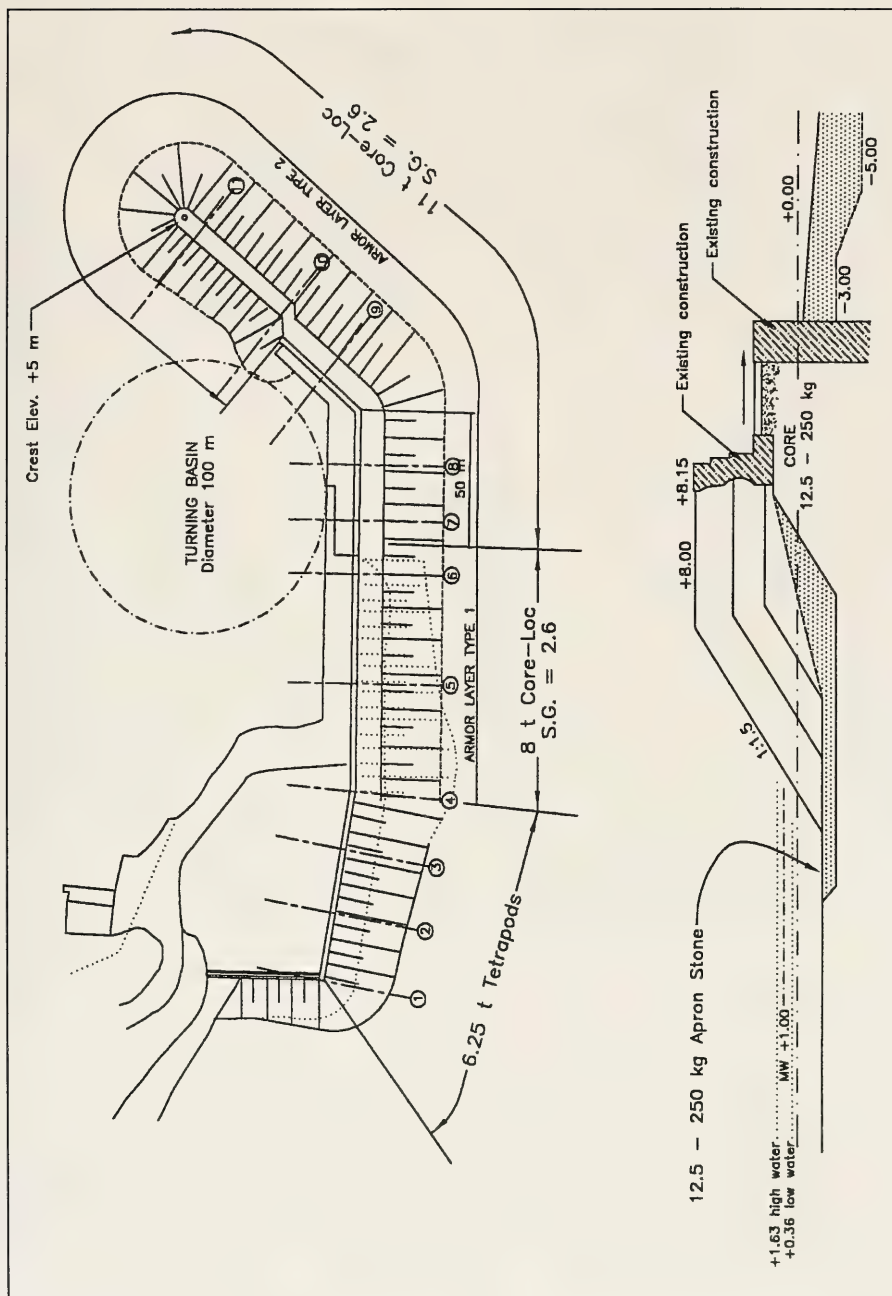 Crest Elev. +5 m
TURNING BASIN
Diameter 100 m
11 t Core-Loc
S.G. = 2.6
ARMOR LAYER TYPE 2
11
10
9
8
50 m
7
6
5
4
3
2
1
ARMOR LAYER TYPE 1
8 t Core-Loc
S.G. = 2.6
6.25 t Tetrapods
12.5 - 250 kg Apron Stone
+1.63 high water
+0.36 low water
MW +1.00
1:1.5
+8.00
+8.15
Existing construction
Existing construction
CORE
12.5 - 250 kg
+0.00
-3.00
-5.00